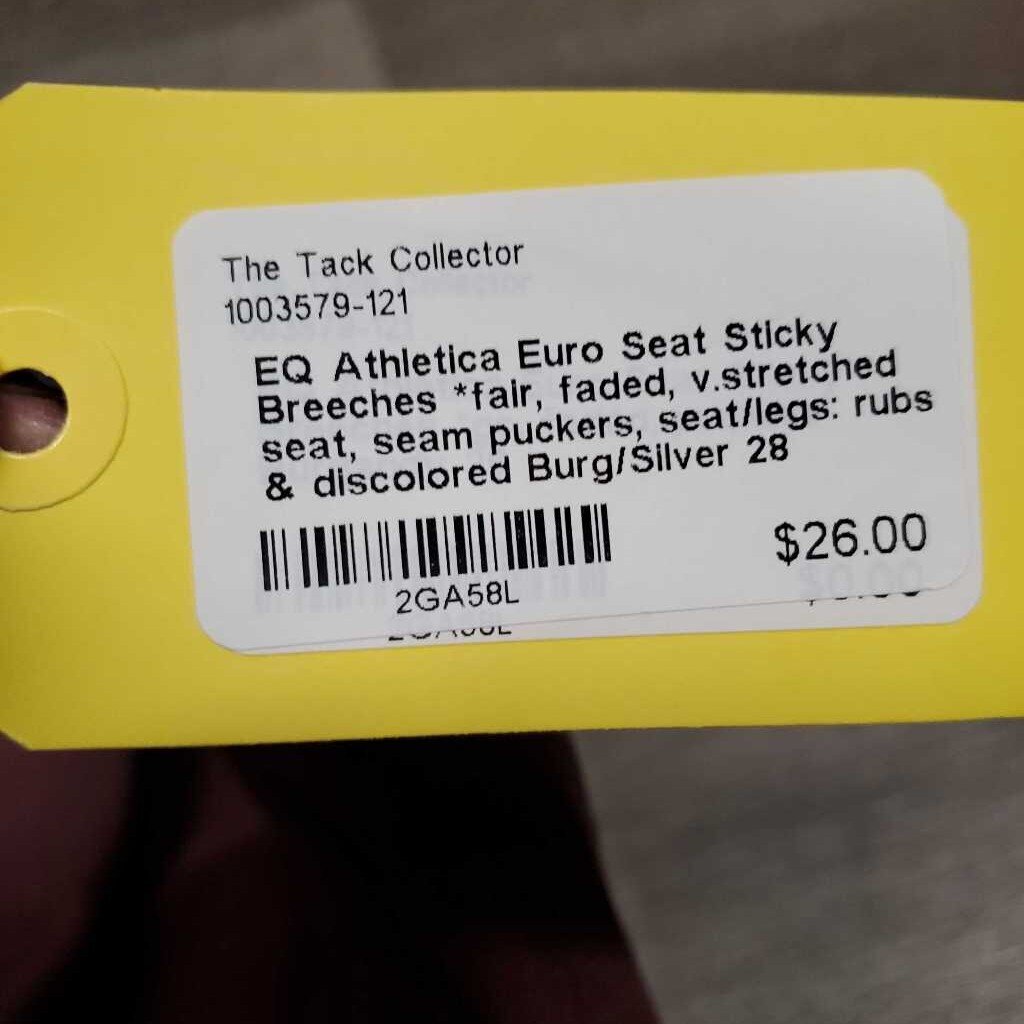 The Tack Collector
1003579-121
EQ Athletica Euro Seat Sticky
Breeches *fair, faded, v.stretched
seat, seam puckers, seat/legs: rubs
& discolored Burg/Silver 28
$26.00
2GA58L